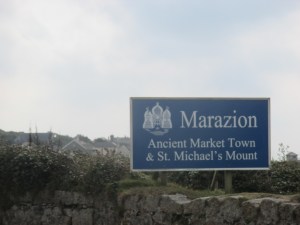 Marazion
Ancient Market Town
& St. Michael's Mount